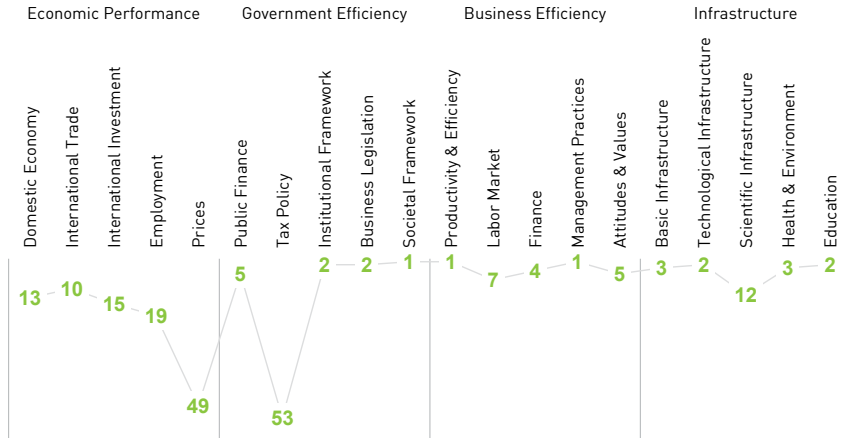 Economic Performance
Government Efficiency
Business Efficiency
Infrastructure
Domestic Economy
International Trade
International Investment
Employment
Prices
Public Finance
Tax Policy
Institutional Framework
Business Legislation
Societal Framework
Productivity & Efficiency
Labor Market
Finance
Management Practices
Attitudes & Values
Basic Infrastructure
Technological Infrastructure
Scientific Infrastructure
Health & Environment
Education
13
10
15
19
49
5
53
2
2
1
1
7
4
1
5
3
2
12
3
2